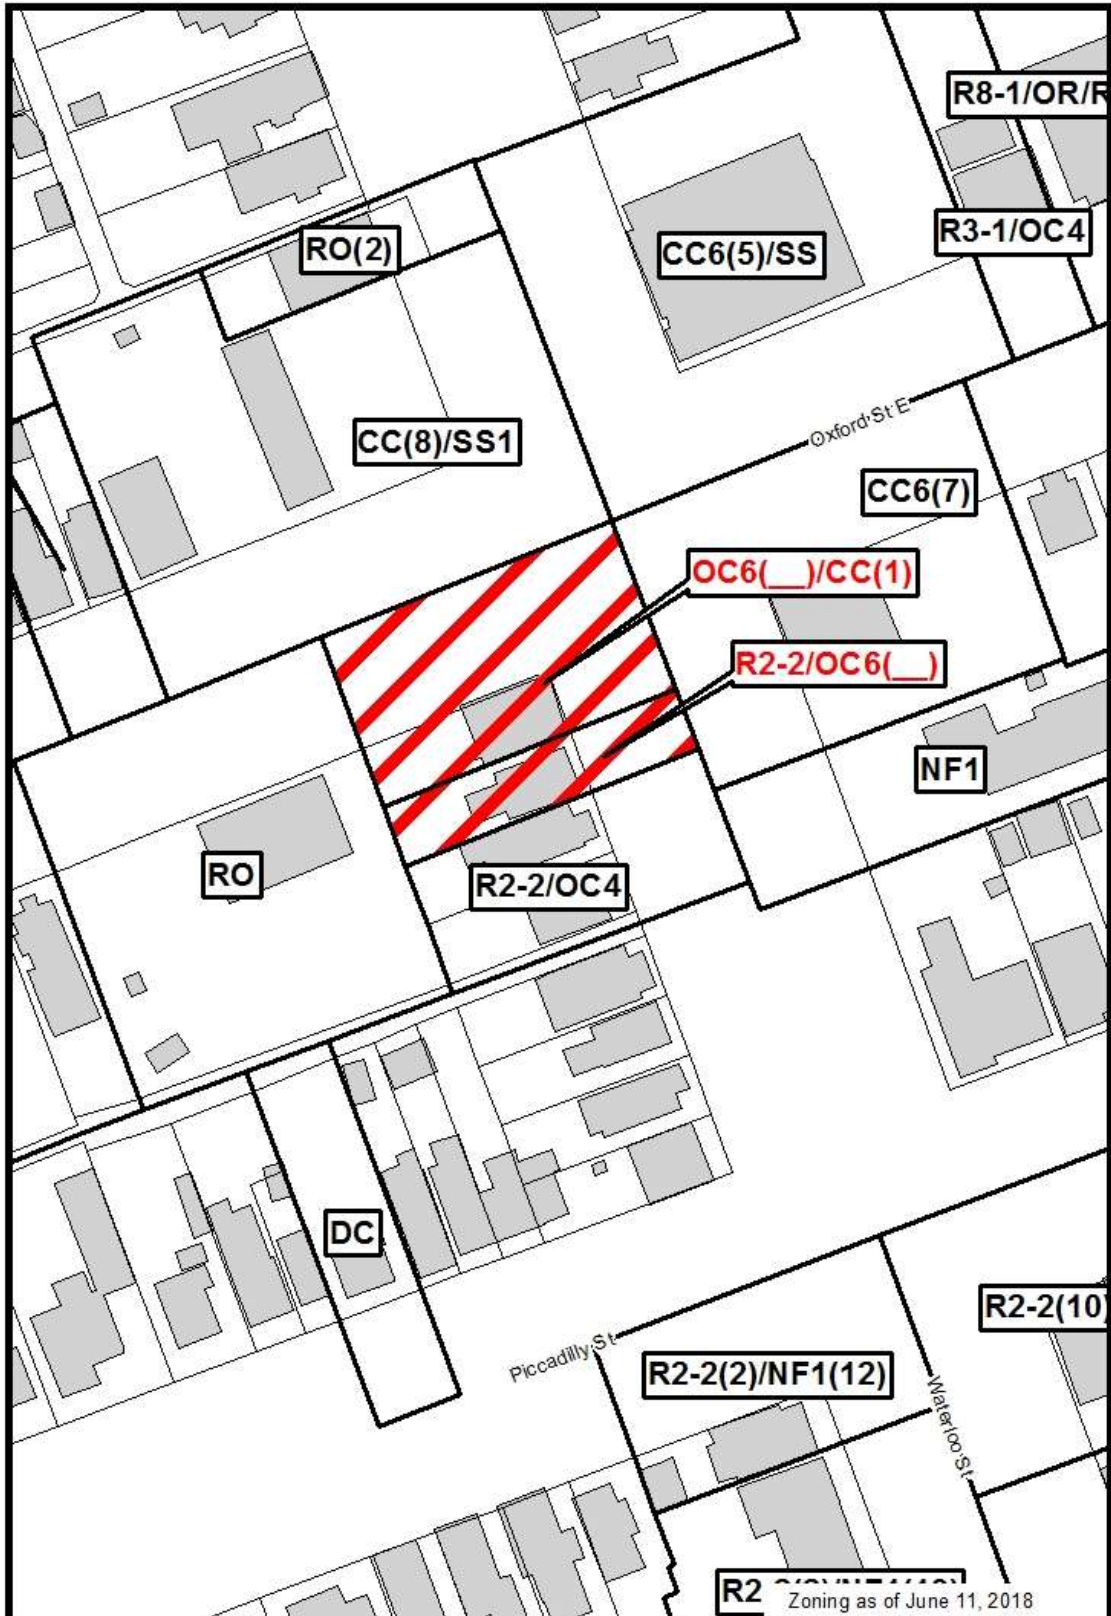 R8-1/OR/R
RO(2)
CC6(5)/SS
R3-1/OC4
Oxford St E
CC(8)/SS1
CC6(7)
OC6(__)/CC(1)
R2-2/OC6(__)
NF1
RO
R2-2/OC4
DC
R2-2(10)
Piccadilly St
R2-2(2)/NF1(12)
Waterloo St
R2
Zoning as of June 11, 2018